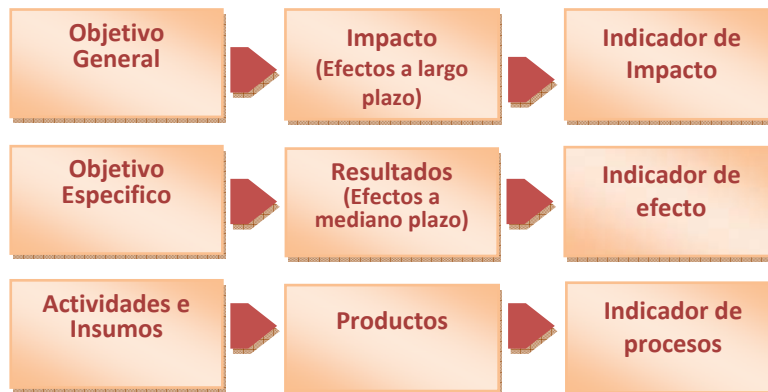 Objetivo
General
Impacto
(Efectos a largo
plazo)
Indicador de
Impacto
Objetivo
Especifico
Resultados
(Efectos a
mediano plazo)
Indicador de
efecto
Actividades e
Insumos
Productos
Indicador de
procesos